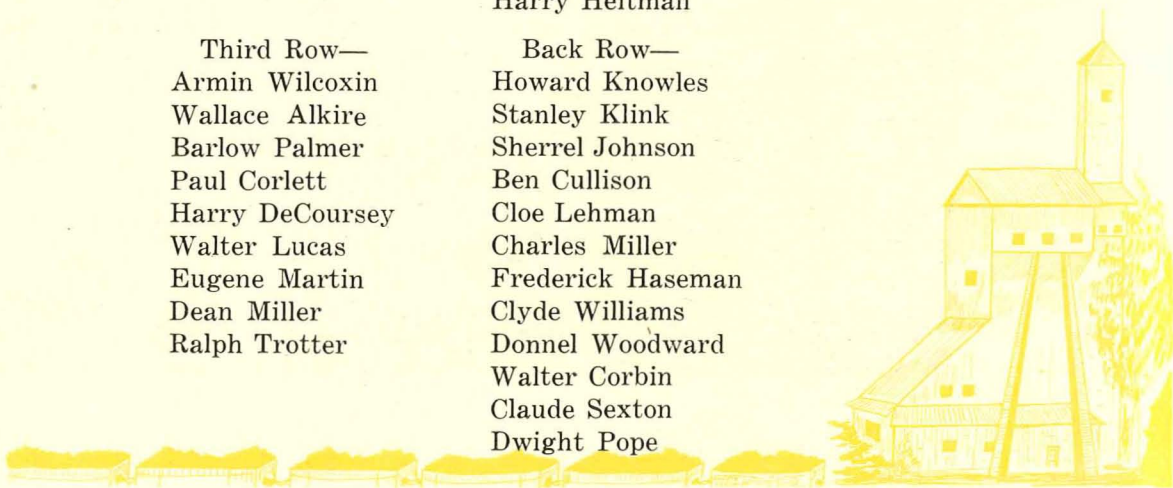 Harry Heitman
Third Row—
Armin Wilcoxin
Wallace Alkire
Barlow Palmer
Paul Corlett
Harry DeCoursey
Walter Lucas
Eugene Martin
Dean Miller
Ralph Trotter
Back Row—
Howard Knowles
Stanley Klink
Sherrel Johnson
Ben Cullison
Cloe Lehman
Charles Miller
Frederick Haseman
Clyde Williams
Donnel Woodward
Walter Corbin
Claude Sexton
Dwight Pope